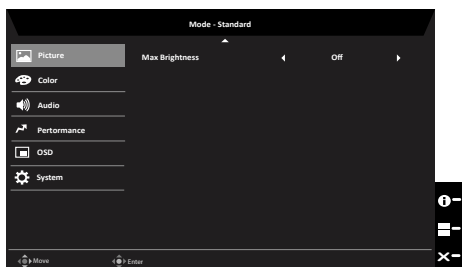 Mode - Standard
Picture
Max Brightness Off
Color
Audio
Pertormance
OSD
System
Move Enter